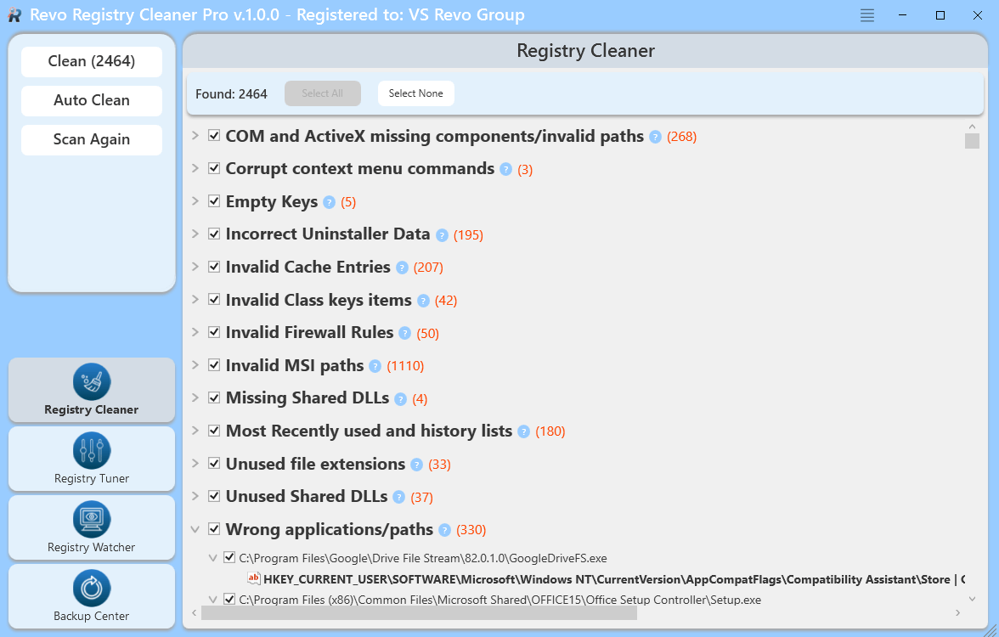 Revo Registry Cleaner Pro v.1.0.0 - Registered to: VS Revo Group
Clean (2464)
Auto Clean
Scan Again
Registry Cleaner
Registry Tuner
Registry Watcher
Backup Center
Registry Cleaner
Found: 2464 Select All Select None
COM and ActiveX missing components/invalid paths ? (268)
Corrupt context menu commands ? (3)
Empty Keys ? (5)
Incorrect Uninstaller Data ? (195)
Invalid Cache Entries ? (207)
Invalid Class keys items ? (42)
Invalid Firewall Rules ? (50)
Invalid MSI paths ? (1110)
Missing Shared DLLs ? (4)
Most Recently used and history lists ? (180)
Unused file extensions ? (33)
Unused Shared DLLs ? (37)
Wrong applications/paths ? (330)
C:\Program Files\Google\Drive File Stream\82.0.1.0\GoogleDriveFS.exe
ab HKEY_CURRENT_USER\SOFTWARE\Microsoft\Windows NT\CurrentVersion\AppCompatFlags\Compatibility Assistant\Store |
C:\Program Files (x86)\Common Files\Microsoft Shared\OFFICE15\Office Setup Controller\Setup.exe